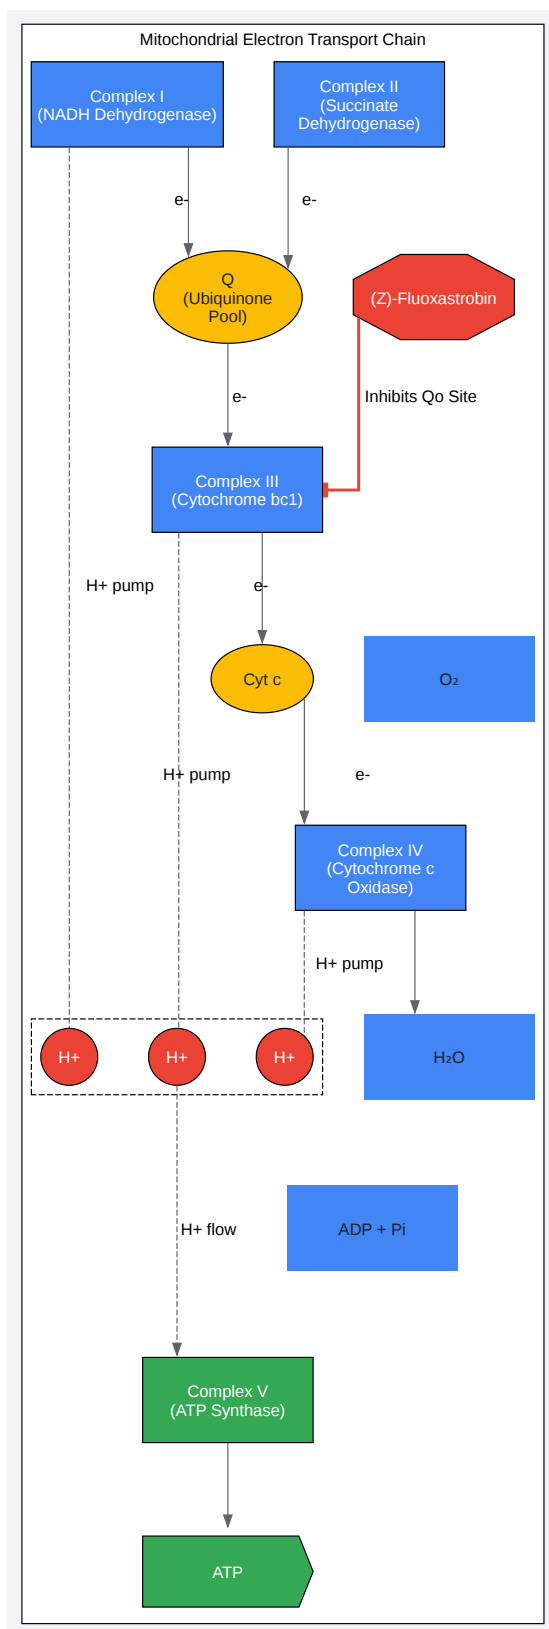 Mitochondrial Electron Transport Chain
Complex I
(NADH Dehydrogenase)
Complex II
(Succinate
Dehydrogenase)
e-
e-
Q
(Ubiquinone
Pool)
(Z)-Fluoxastrobin
e-
Inhibits Qo Site
Complex III
(Cytochrome bc1)
H+ pump
e-
Cyt c
O₂
H+ pump
e-
Complex IV
(Cytochrome c
Oxidase)
H+ pump
H+
H+
H+
H₂O
H+ flow
ADP + Pi
Complex V
(ATP Synthase)
ATP